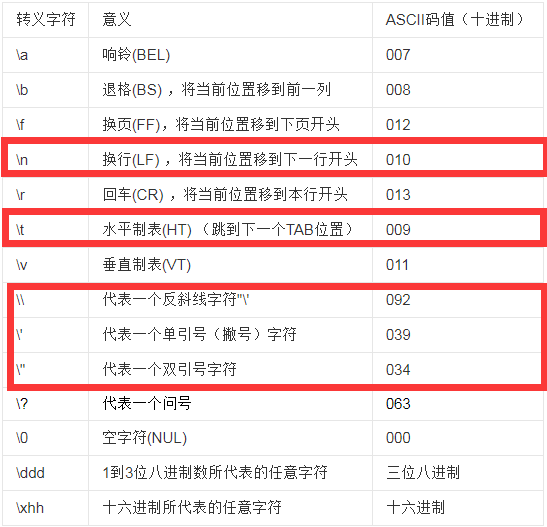 转义字符 意义 ASCII码值（十进制）
\a 响铃(BEL) 007
\b 退格(BS) ，将当前位置移到前一列 008
\f 换页(FF)，将当前位置移到下页开头 012
\n 换行(LF) ，将当前位置移到下一行开头 010
\r 回车(CR) ，将当前位置移到本行开头 013
\t 水平制表(HT) （跳到下一个TAB位置） 009
\v 垂直制表(VT) 011
\\ 代表一个反斜线字符''\' 092
\' 代表一个单引号（撇号）字符 039
\" 代表一个双引号字符 034
\? 代表一个问号 063
\0 空字符(NUL) 000
\ddd 1到3位八进制数所代表的任意字符 三位八进制
\xhh 十六进制所代表的任意字符 十六进制